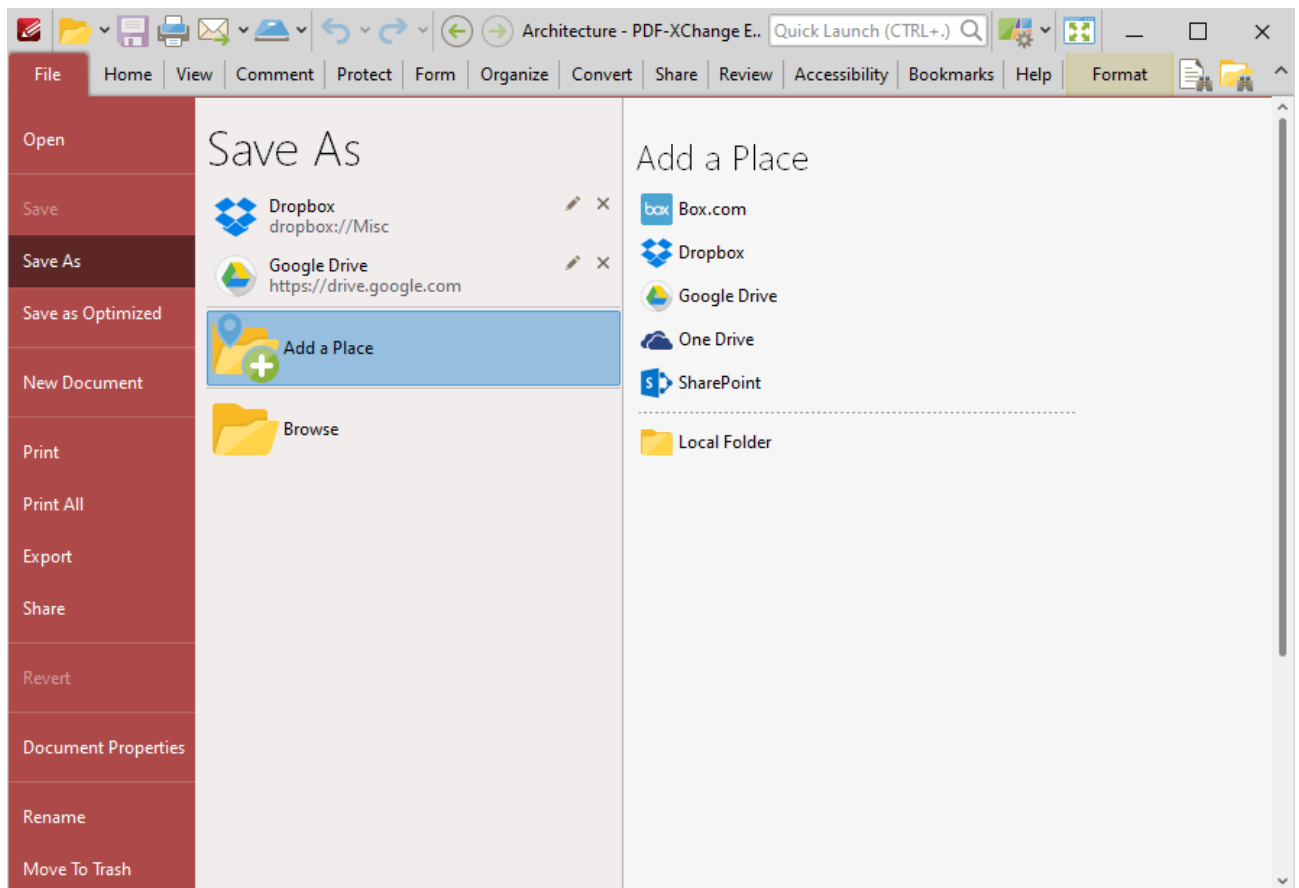 Architecture - PDF-XChange E.. Quick Launch (CTRL+.)
File Home View Comment Protect Form Organize Convert Share Review Accessibility Bookmarks Help Format
Open
Save
Save As
Save as Optimized
New Document
Print
Print All
Export
Share
Revert
Document Properties
Rename
Move To Trash
Save As
Dropbox
dropbox://Misc
Google Drive
https://drive.google.com
Add a Place
Browse
Add a Place
box Box.com
Dropbox
Google Drive
One Drive
S SharePoint
Local Folder